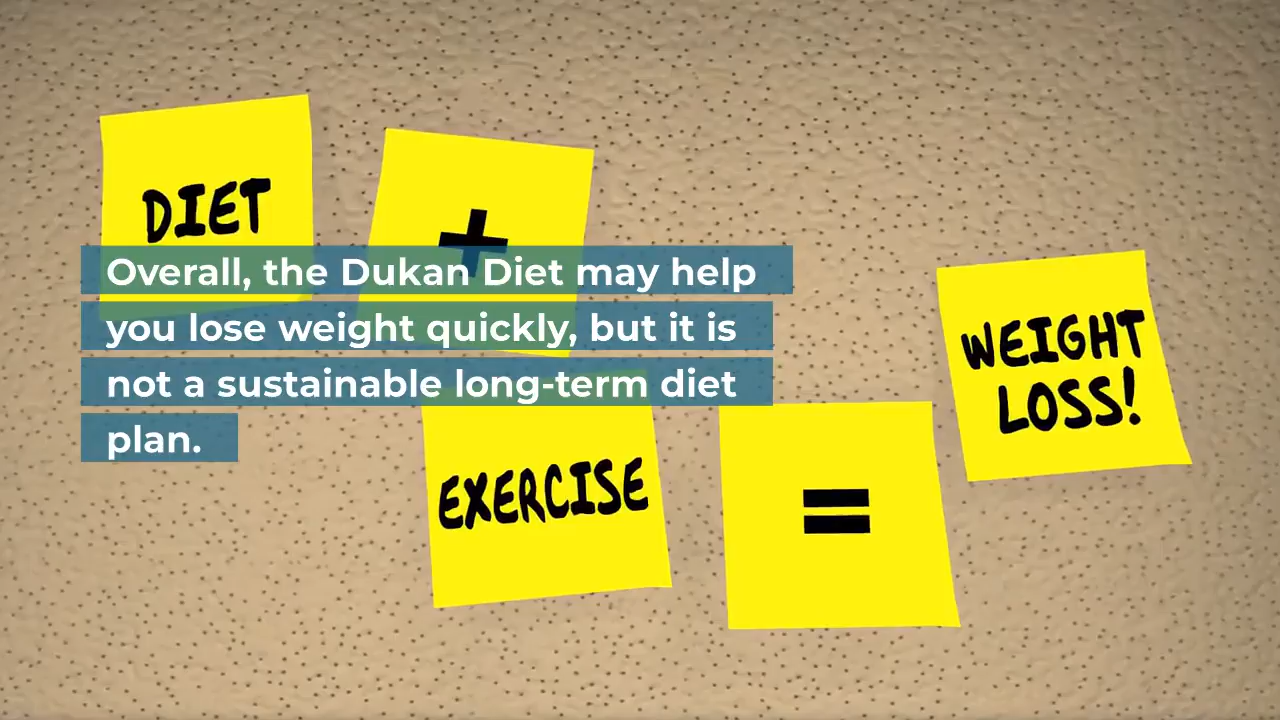 DIET
+
Overall, the Dukan Diet may help
you lose weight quickly, but it is
not a sustainable long-term diet
plan.
EXERCISE
=
WEIGHT
LOSS!